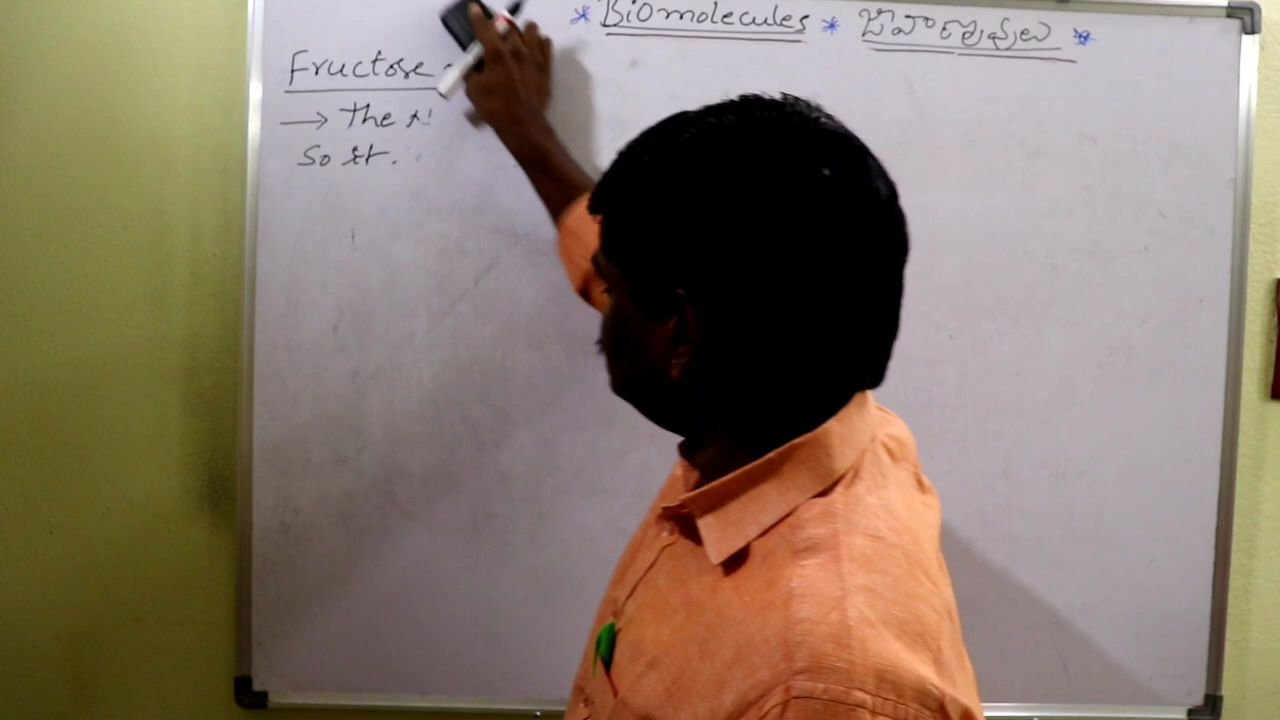 * Biomolecules * జీవాణువులు *
Fructose -
→ The
So it.